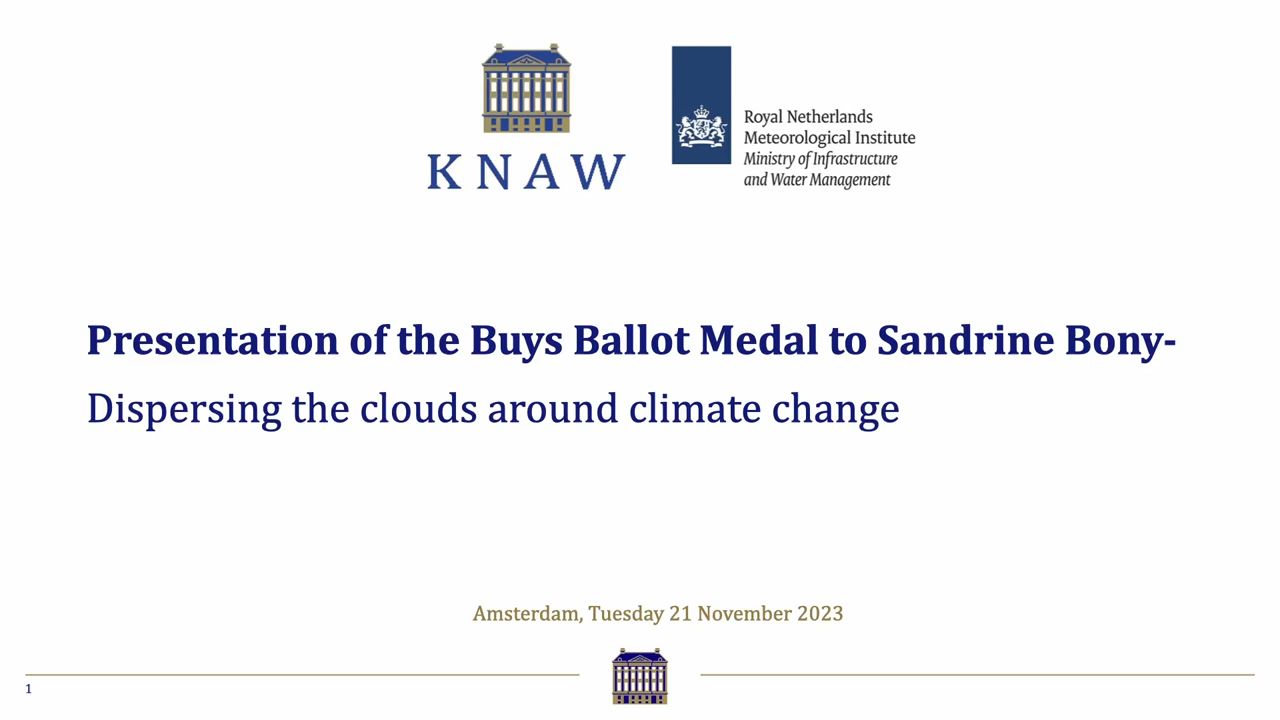 KNAW
Royal Netherlands
Meteorological Institute
Ministry of Infrastructure
and Water Management
Presentation of the Buys Ballot Medal to Sandrine Bony-
Dispersing the clouds around climate change
Amsterdam, Tuesday 21 November 2023
1